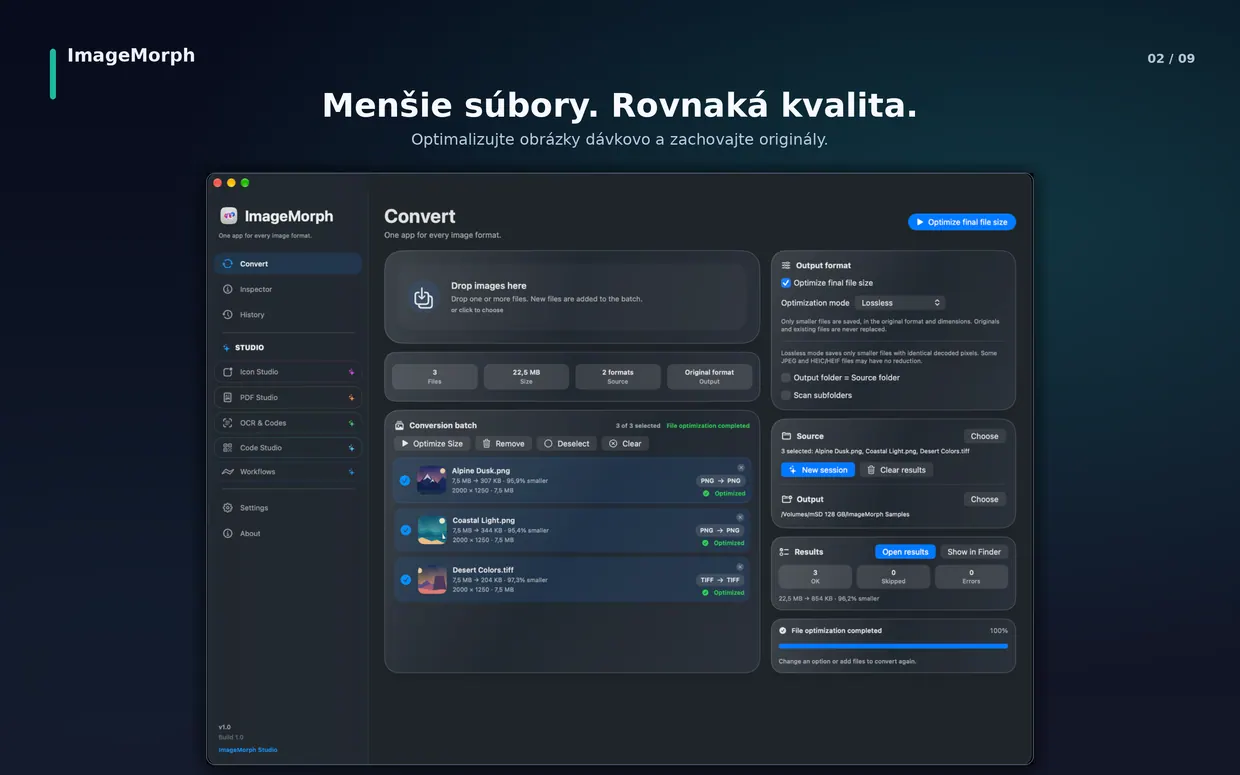 ImageMorph
02 / 09
Menšie súbory. Rovnaká kvalita.
Optimalizujte obrázky dávkovo a zachovajte originály.
ImageMorph
One app for every image format.
Convert
Inspector
History
STUDIO
Icon Studio
PDF Studio
OCR & Codes
Code Studio
Workflows
Settings
About
v1.0
Build 1.0
ImageMorph Studio
Convert
One app for every image format.
Optimize final file size
Drop images here
Drop one or more files. New files are added to the batch.
or click to choose
3
Files
22,5 MB
Size
2 formats
Source
Original format
Output
Conversion batch
3 of 3 selected File optimization completed
Optimize Size Remove Deselect Clear
Alpine Dusk.png
7,5 MB → 307 KB · 95,9% smaller
2000 × 1250 · 7,5 MB
PNG → PNG
Optimized
Coastal Light.png
7,5 MB → 344 KB · 95,4% smaller
2000 × 1250 · 7,5 MB
PNG → PNG
Optimized
Desert Colors.tiff
7,5 MB → 204 KB · 97,3% smaller
2000 × 1250 · 7,5 MB
TIFF → TIFF
Optimized
Output format
Optimize final file size
Optimization mode Lossless
Only smaller files are saved, in the original format and dimensions. Originals
and existing files are never replaced.
Lossless mode saves only smaller files with identical decoded pixels. Some
JPEG and HEIC/HEIF files may have no reduction.
Output folder = Source folder
Scan subfolders
Source Choose
3 selected: Alpine Dusk.png, Coastal Light.png, Desert Colors.tiff
New session Clear results
Output Choose
/Volumes/mSD 128 GB/ImageMorph Samples
Results Open results Show in Finder
3
OK
0
Skipped
0
Errors
22,5 MB → 854 KB · 96,2% smaller
File optimization completed 100%
Change an option or add files to convert again.